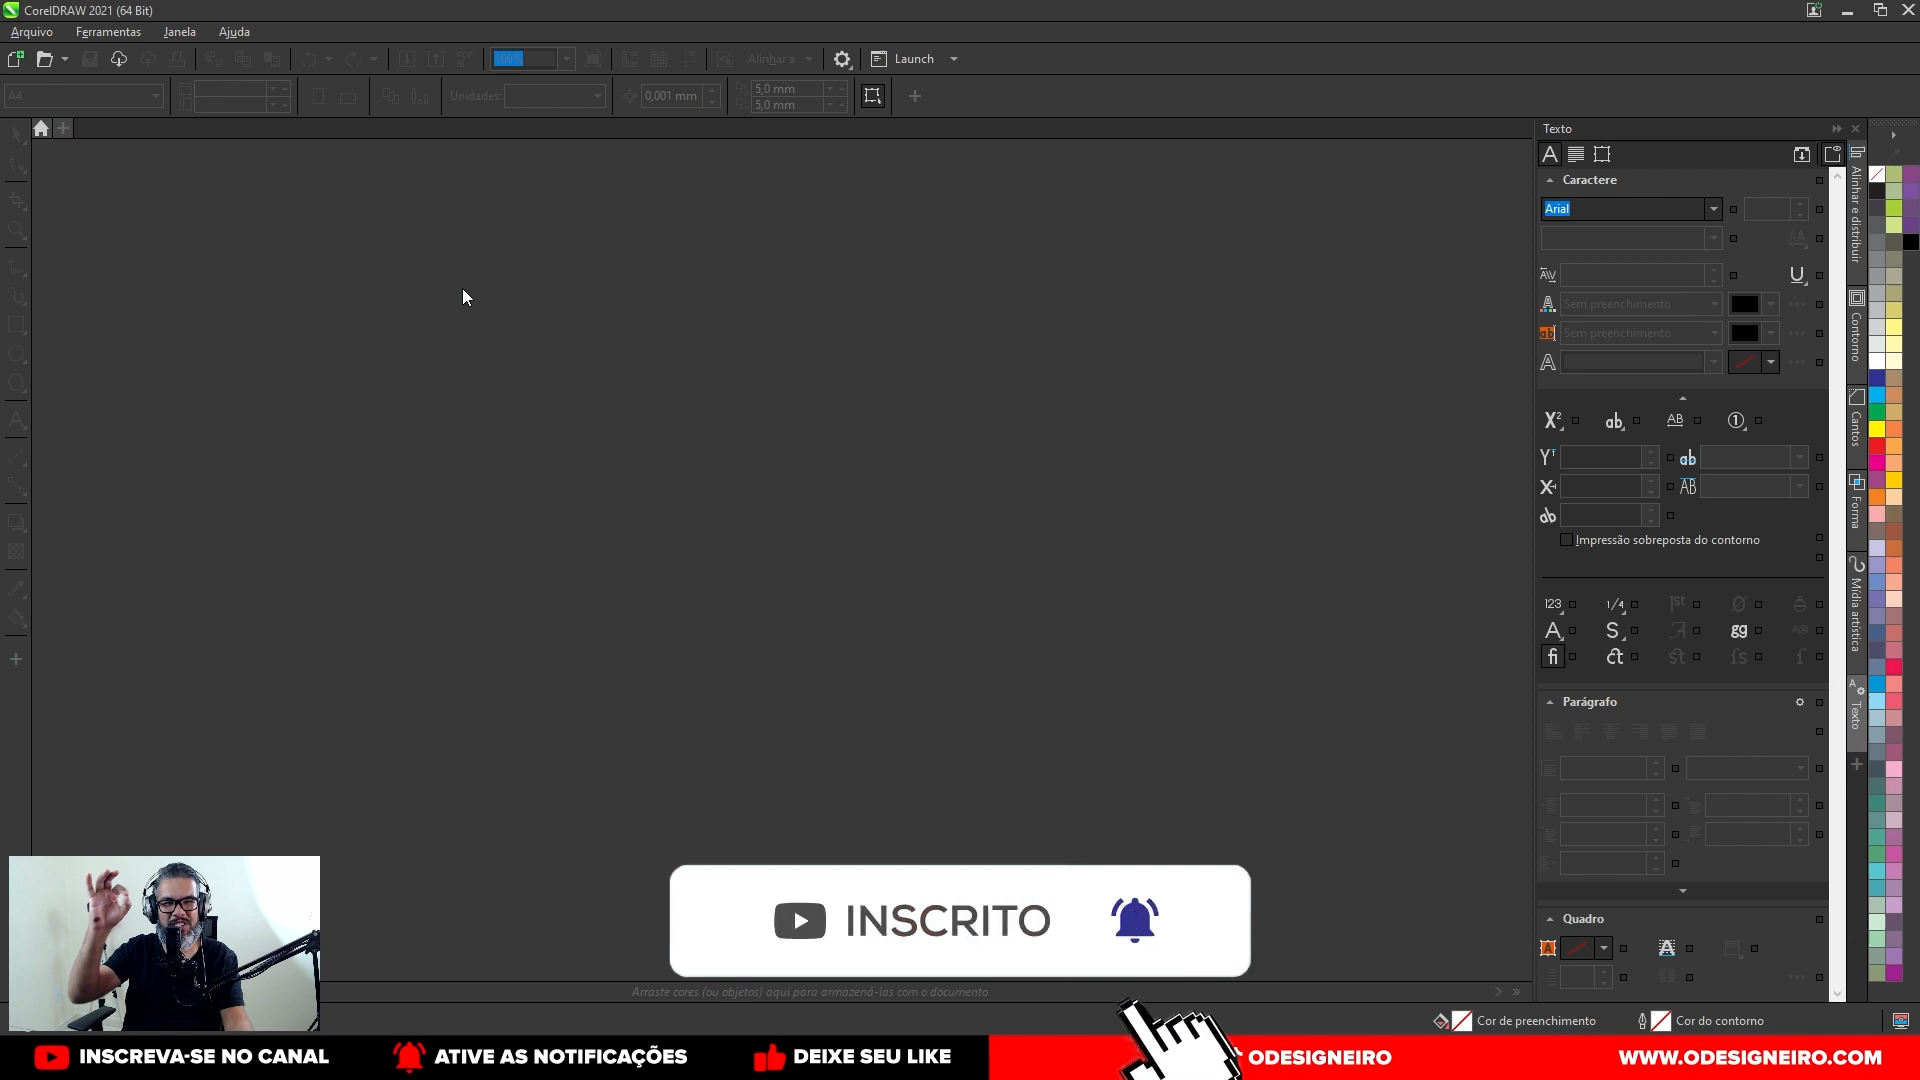 CorelDRAW 2021 (64 Bit)
Arquivo Ferramentas Janela Ajuda
100% Alinhar a Launch
A4 Unidades: 0,001 mm 5,0 mm
5,0 mm
Texto
Caractere
Arial
Sem preenchimento
Sem preenchimento
Impressão sobreposta do contorno
Parágrafo
Quadro
Alinhar e distribuir
Contorno
Cantos
Forma
Mídia artística
Texto
INSCRITO
Arraste cores (ou objetos) aqui para armazená-las com o documento
Cor de preenchimento Cor do contorno
INSCREVA-SE NO CANAL ATIVE AS NOTIFICAÇÕES DEIXE SEU LIKE ODESIGNEIRO WWW.ODESIGNEIRO.COM